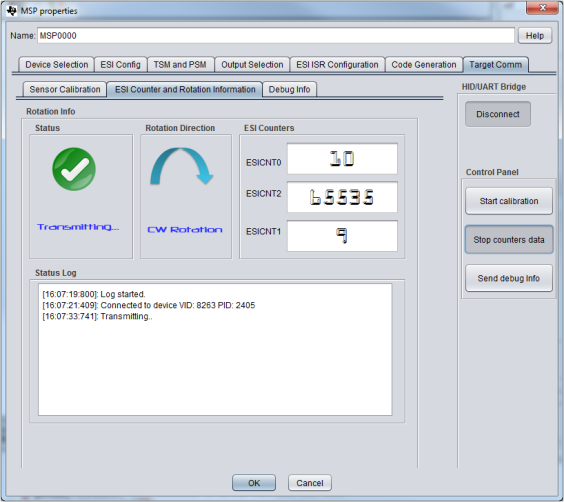 MSP properties
Name: MSP0000 Help
Device Selection ESI Config TSM and PSM Output Selection ESI ISR Configuration Code Generation Target Comm
Sensor Calibration ESI Counter and Rotation Information Debug Info
HID/UART Bridge
Disconnect
Rotation Info
Status Rotation Direction ESI Counters
ESICNT0 10
ESICNT2 65535
ESICNT1 9
Transmitting...
CW Rotation
Control Panel
Start calibration
Stop counters data
Send debug Info
Status Log
[16:07:19:800]: Log started.
[16:07:21:409]: Connected to device VID: 8263 PID: 2405
[16:07:33:741]: Transmitting..
OK Cancel